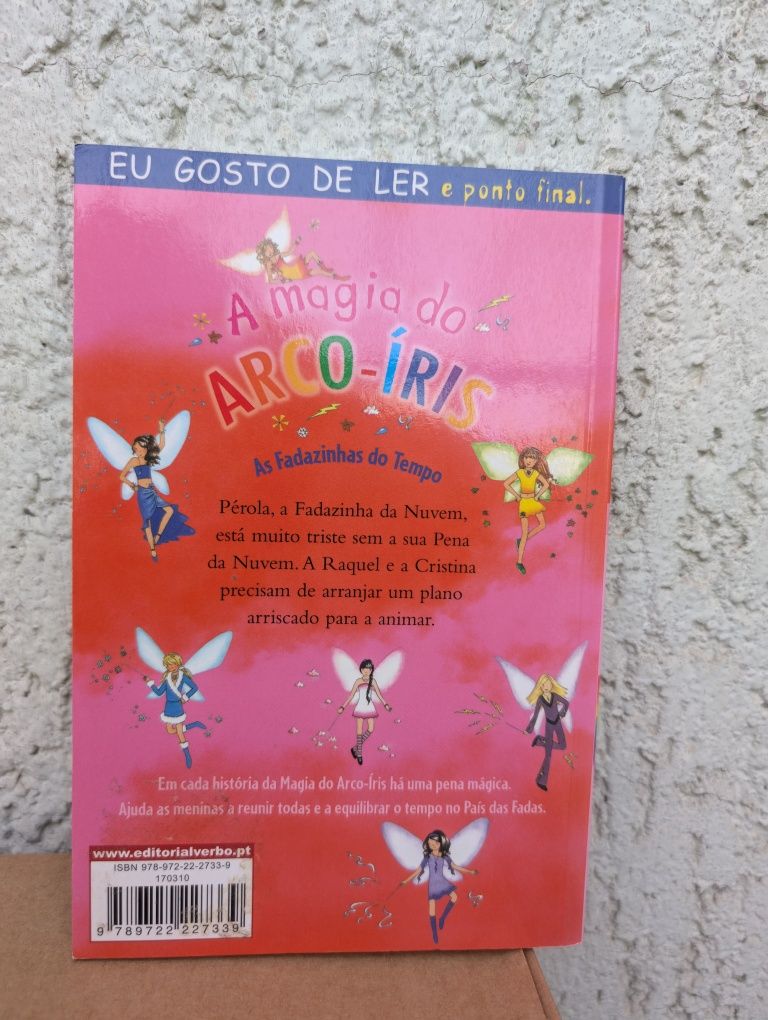 EU GOSTO DE LER e ponto final.
A magia do
ARCO-ÍRIS
As Fadazinhas do Tempo
Pérola, a Fadazinha da Nuvem,
está muito triste sem a sua Pena
da Nuvem. A Raquel e a Cristina
precisam de arranjar um plano
arriscado para a animar.
Em cada história da Magia do Arco-Íris há uma pena mágica.
Ajuda as meninas a reunir todas e a equilibrar o tempo no País das Fadas.
www.editorialverbo.pt
ISBN 978-972-22-2733-9
170310
9 789722 227339